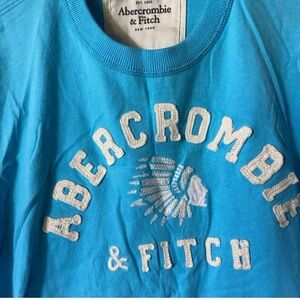 EST. 1892
Abercrombie
& Fitch
NEW YORK
ABERCROMBIE
& FITCH